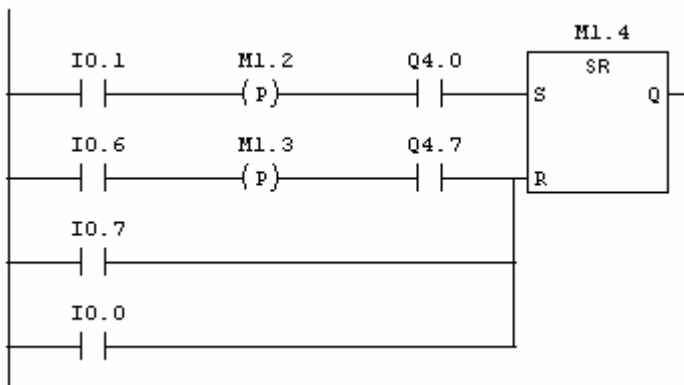 M1.4
I0.1 M1.2 Q4.0 SR
(P) S Q
I0.6 M1.3 Q4.7
(P) R
I0.7
I0.0